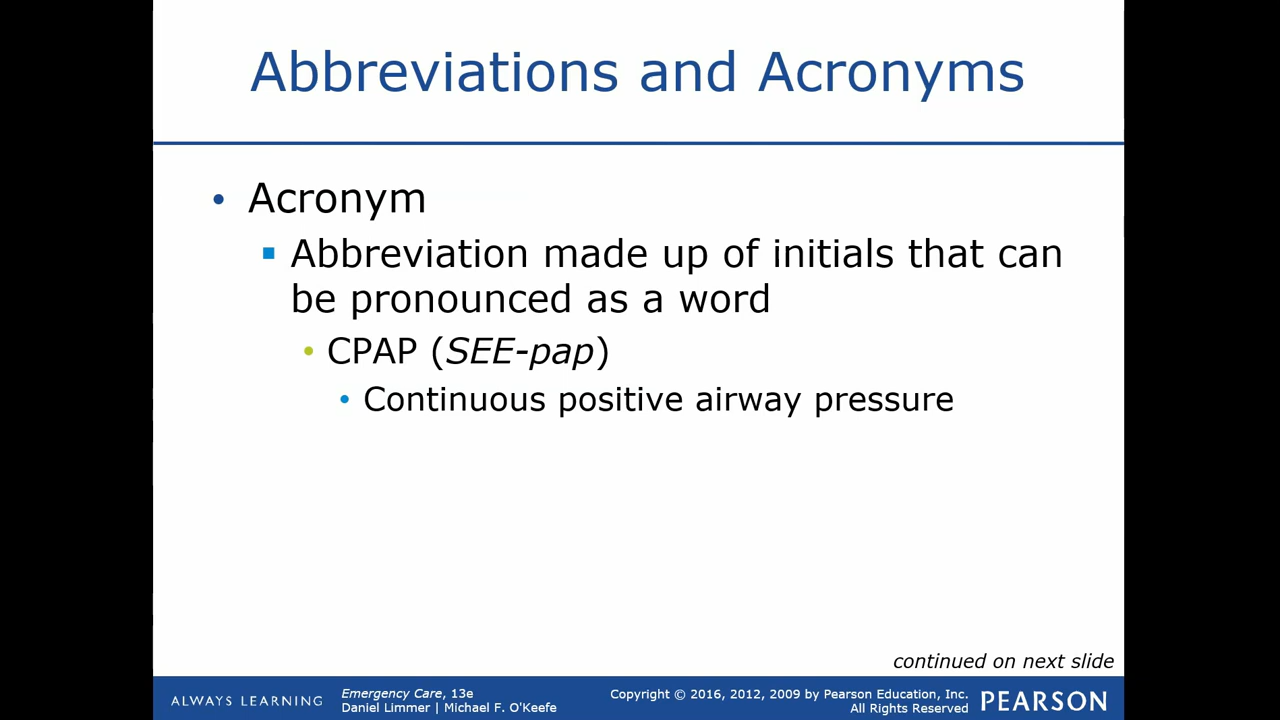 Abbreviations and Acronyms
• Acronym
▪ Abbreviation made up of initials that can
be pronounced as a word
• CPAP (SEE-pap)
• Continuous positive airway pressure
continued on next slide
ALWAYS LEARNING
Emergency Care, 13e
Daniel Limmer | Michael F. O'Keefe
Copyright © 2016, 2012, 2009 by Pearson Education, Inc.
All Rights Reserved
PEARSON